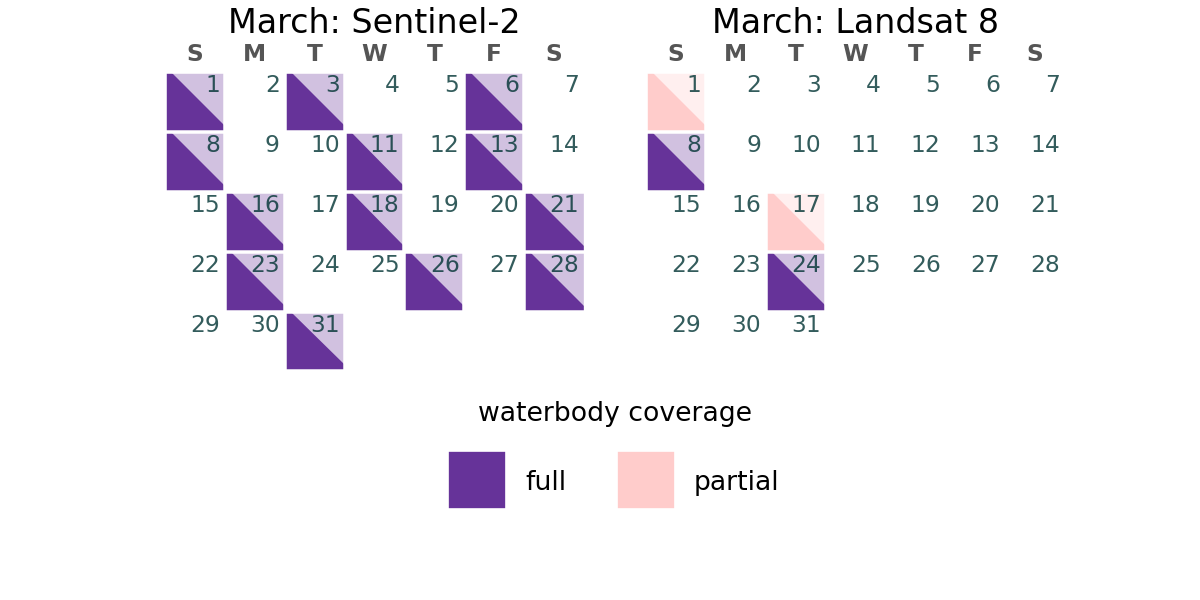 March: Sentinel-2
S M T W T F S
1 2 3 4 5 6 7
8 9 10 11 12 13 14
15 16 17 18 19 20 21
22 23 24 25 26 27 28
29 30 31
March: Landsat 8
S M T W T F S
1 2 3 4 5 6 7
8 9 10 11 12 13 14
15 16 17 18 19 20 21
22 23 24 25 26 27 28
29 30 31
waterbody coverage
full partial